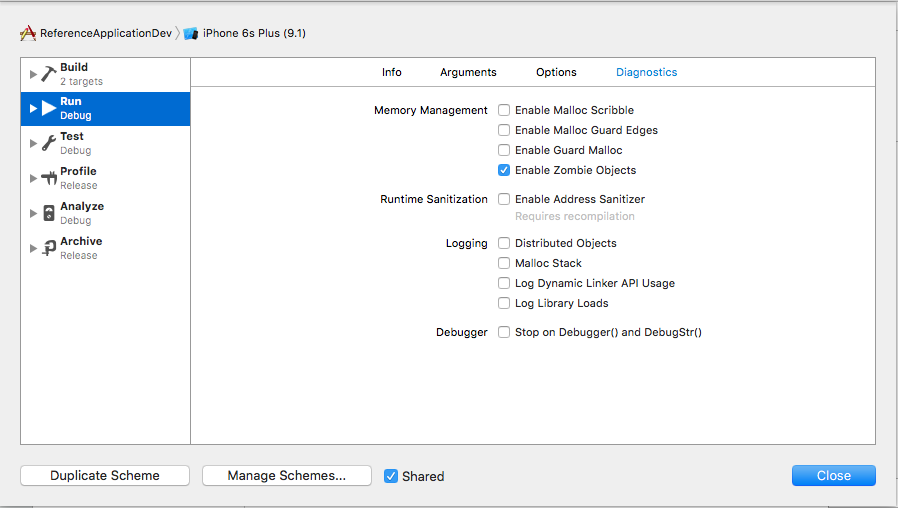 ReferenceApplicationDev iPhone 6s Plus (9.1)
Build
2 targets
Run
Debug
Test
Debug
Profile
Release
Analyze
Debug
Archive
Release
Info Arguments Options Diagnostics
Memory Management Enable Malloc Scribble
Enable Malloc Guard Edges
Enable Guard Malloc
Enable Zombie Objects
Runtime Sanitization Enable Address Sanitizer
Requires recompilation
Logging Distributed Objects
Malloc Stack
Log Dynamic Linker API Usage
Log Library Loads
Debugger Stop on Debugger() and DebugStr()
Duplicate Scheme Manage Schemes... Shared Close